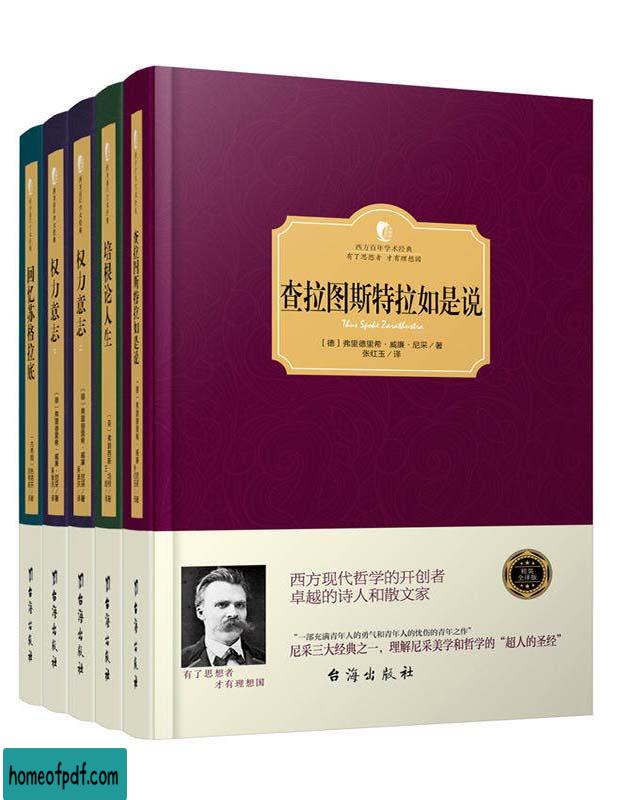 西方百年学术经典
有了思想者 才有理想国
查拉图斯特拉如是说
Thus Spoke Zarathustra
[德] 弗里德里希·威廉·尼采/著
张红玉/译
西方现代哲学的开创者
卓越的诗人和散文家
精装
全译版
“一部充满青年人的勇气和青年人的忧伤的青年之作”
尼采三大经典之一，理解尼采美学和哲学的“超人的圣经”
台海出版社
有了思想者
才有理想国
回忆苏格拉底
台海出版社
权力意志
台海出版社
权力意志
台海出版社
培根论人生
台海出版社
查拉图斯特拉如是说
台海出版社
homeofpdf.com